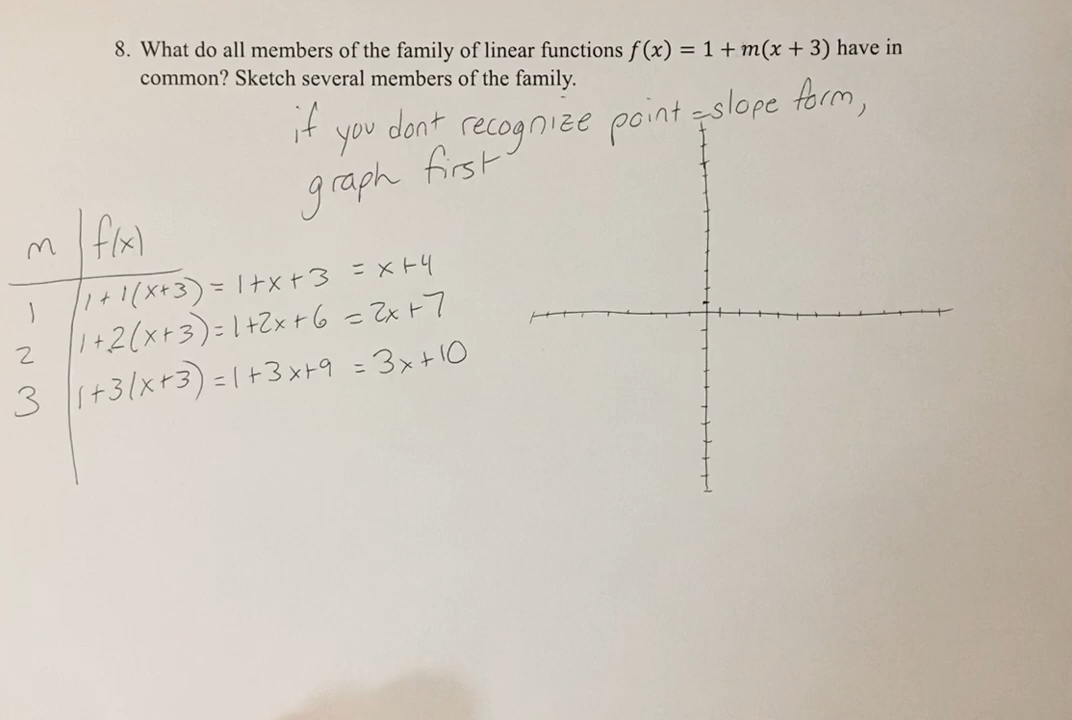 8. What do all members of the family of linear functions f(x) = 1 + m(x + 3) have in
common? Sketch several members of the family.
if you dont recognize point-slope form,
graph first
m f(x)
1 1+1(x+3) = 1+x+3 = x+4
2 1+2(x+3)=1+2x+6 = 2x+7
3 1+3(x+3)=1+3x+9 = 3x+10